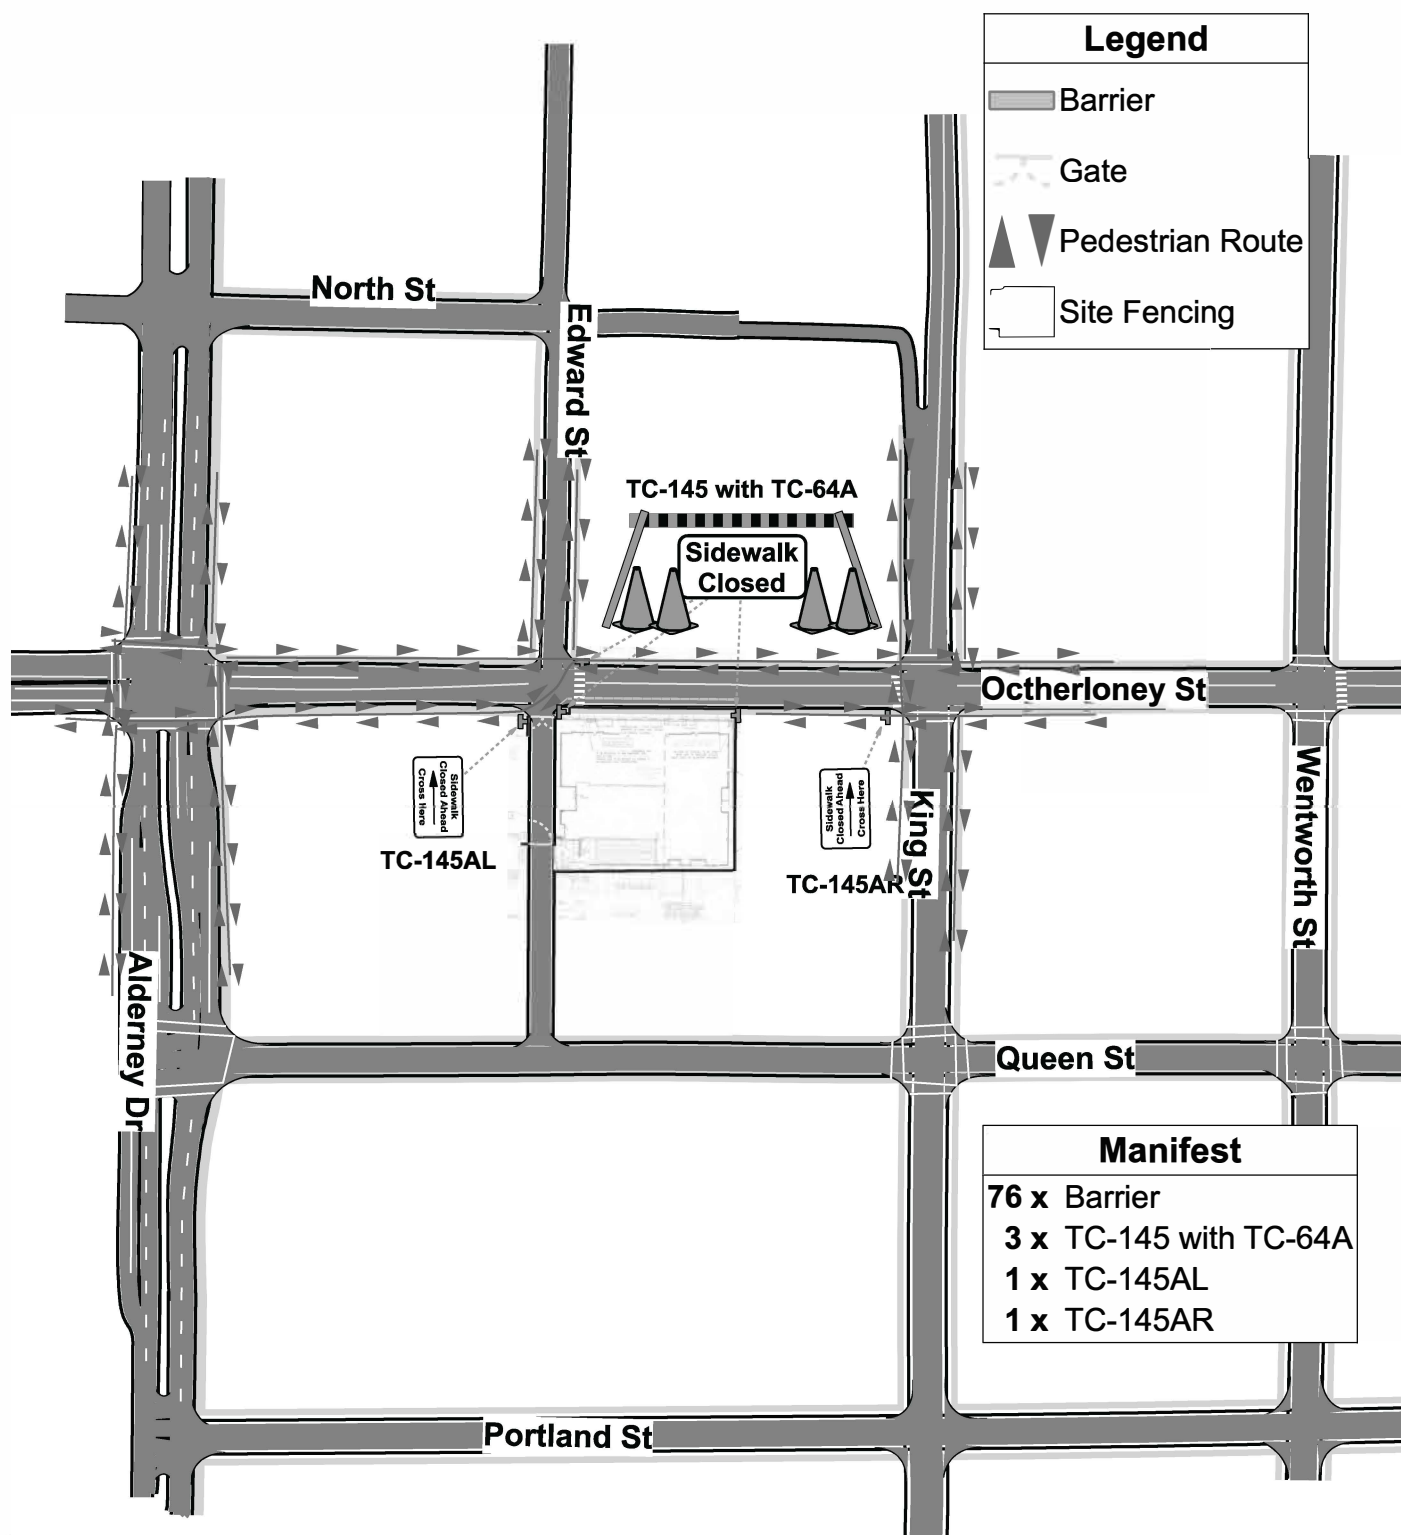 Legend
Barrier
Gate
Pedestrian Route
Site Fencing
North St
Edward St
TC-145 with TC-64A
Sidewalk
Closed
Octherloney St
Sidewalk
Closed Ahead
Cross Here
TC-145AL
Sidewalk
Closed Ahead
Cross Here
TC-145AR
King St
Wentworth St
Alderney Dr
Queen St
Manifest
76 x Barrier
3 x TC-145 with TC-64A
1 x TC-145AL
1 x TC-145AR
Portland St